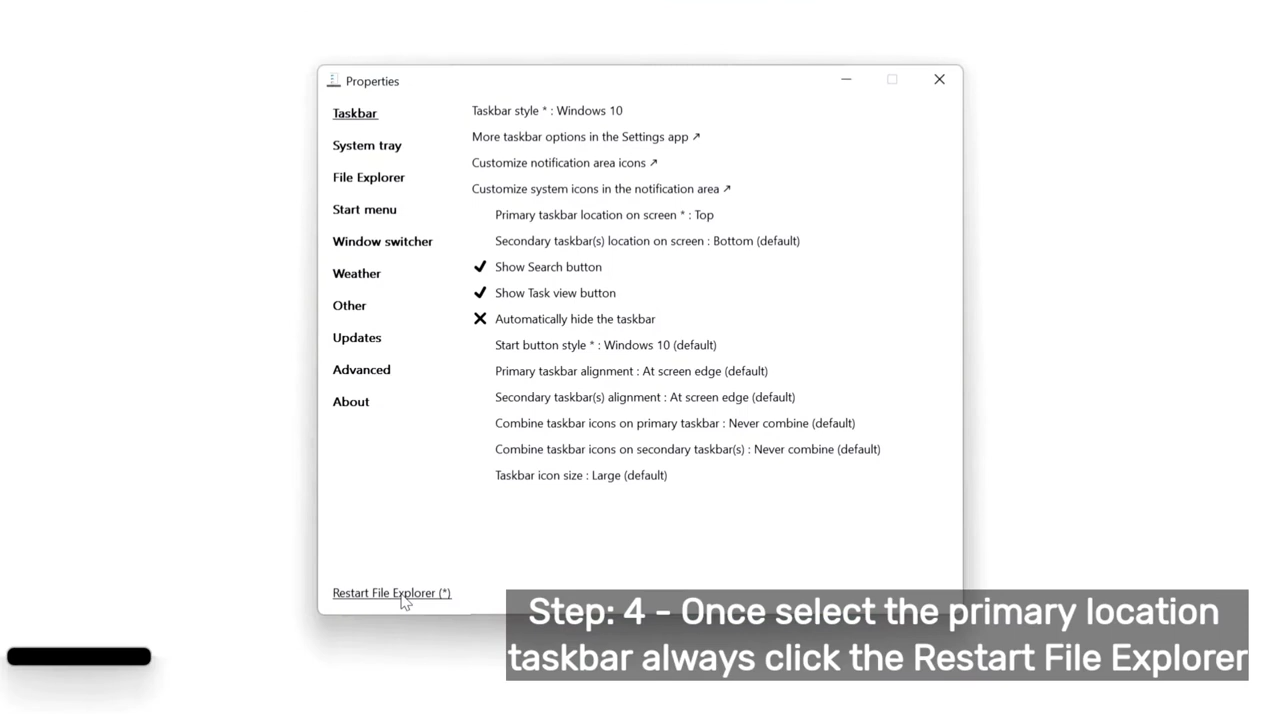 Properties
Taskbar
System tray
File Explorer
Start menu
Window switcher
Weather
Other
Updates
Advanced
About
Taskbar style * : Windows 10
More taskbar options in the Settings app ↗
Customize notification area icons ↗
Customize system icons in the notification area ↗
Primary taskbar location on screen * : Top
Secondary taskbar(s) location on screen : Bottom (default)
Show Search button
Show Task view button
Automatically hide the taskbar
Start button style * : Windows 10 (default)
Primary taskbar alignment : At screen edge (default)
Secondary taskbar(s) alignment : At screen edge (default)
Combine taskbar icons on primary taskbar : Never combine (default)
Combine taskbar icons on secondary taskbar(s) : Never combine (default)
Taskbar icon size : Large (default)
Restart File Explorer (*)
Step: 4 - Once select the primary location
taskbar always click the Restart File Explorer